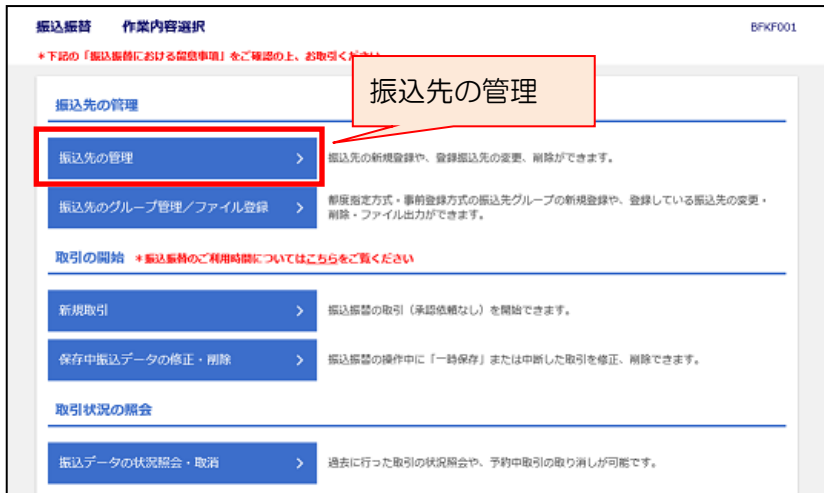 振込振替　作業内容選択
BFKF001
*下記の「振込振替における留意事項」をご確認の上、お取引ください
振込先の管理
振込先の管理
振込先の管理
振込先の新規登録や、登録振込先の変更、削除ができます。
振込先のグループ管理／ファイル登録
都度指定方式・事前登録方式の振込先グループの新規登録や、登録している振込先の変更・
削除・ファイル出力ができます。
取引の開始　*振込振替のご利用時間についてはこちらをご覧ください
新規取引
振込振替の取引（承認依頼なし）を開始できます。
保存中振込データの修正・削除
振込振替の操作中に「一時保存」または中断した取引を修正、削除できます。
取引状況の照会
振込データの状況照会・取消
過去に行った取引の状況照会や、予約中取引の取り消しが可能です。